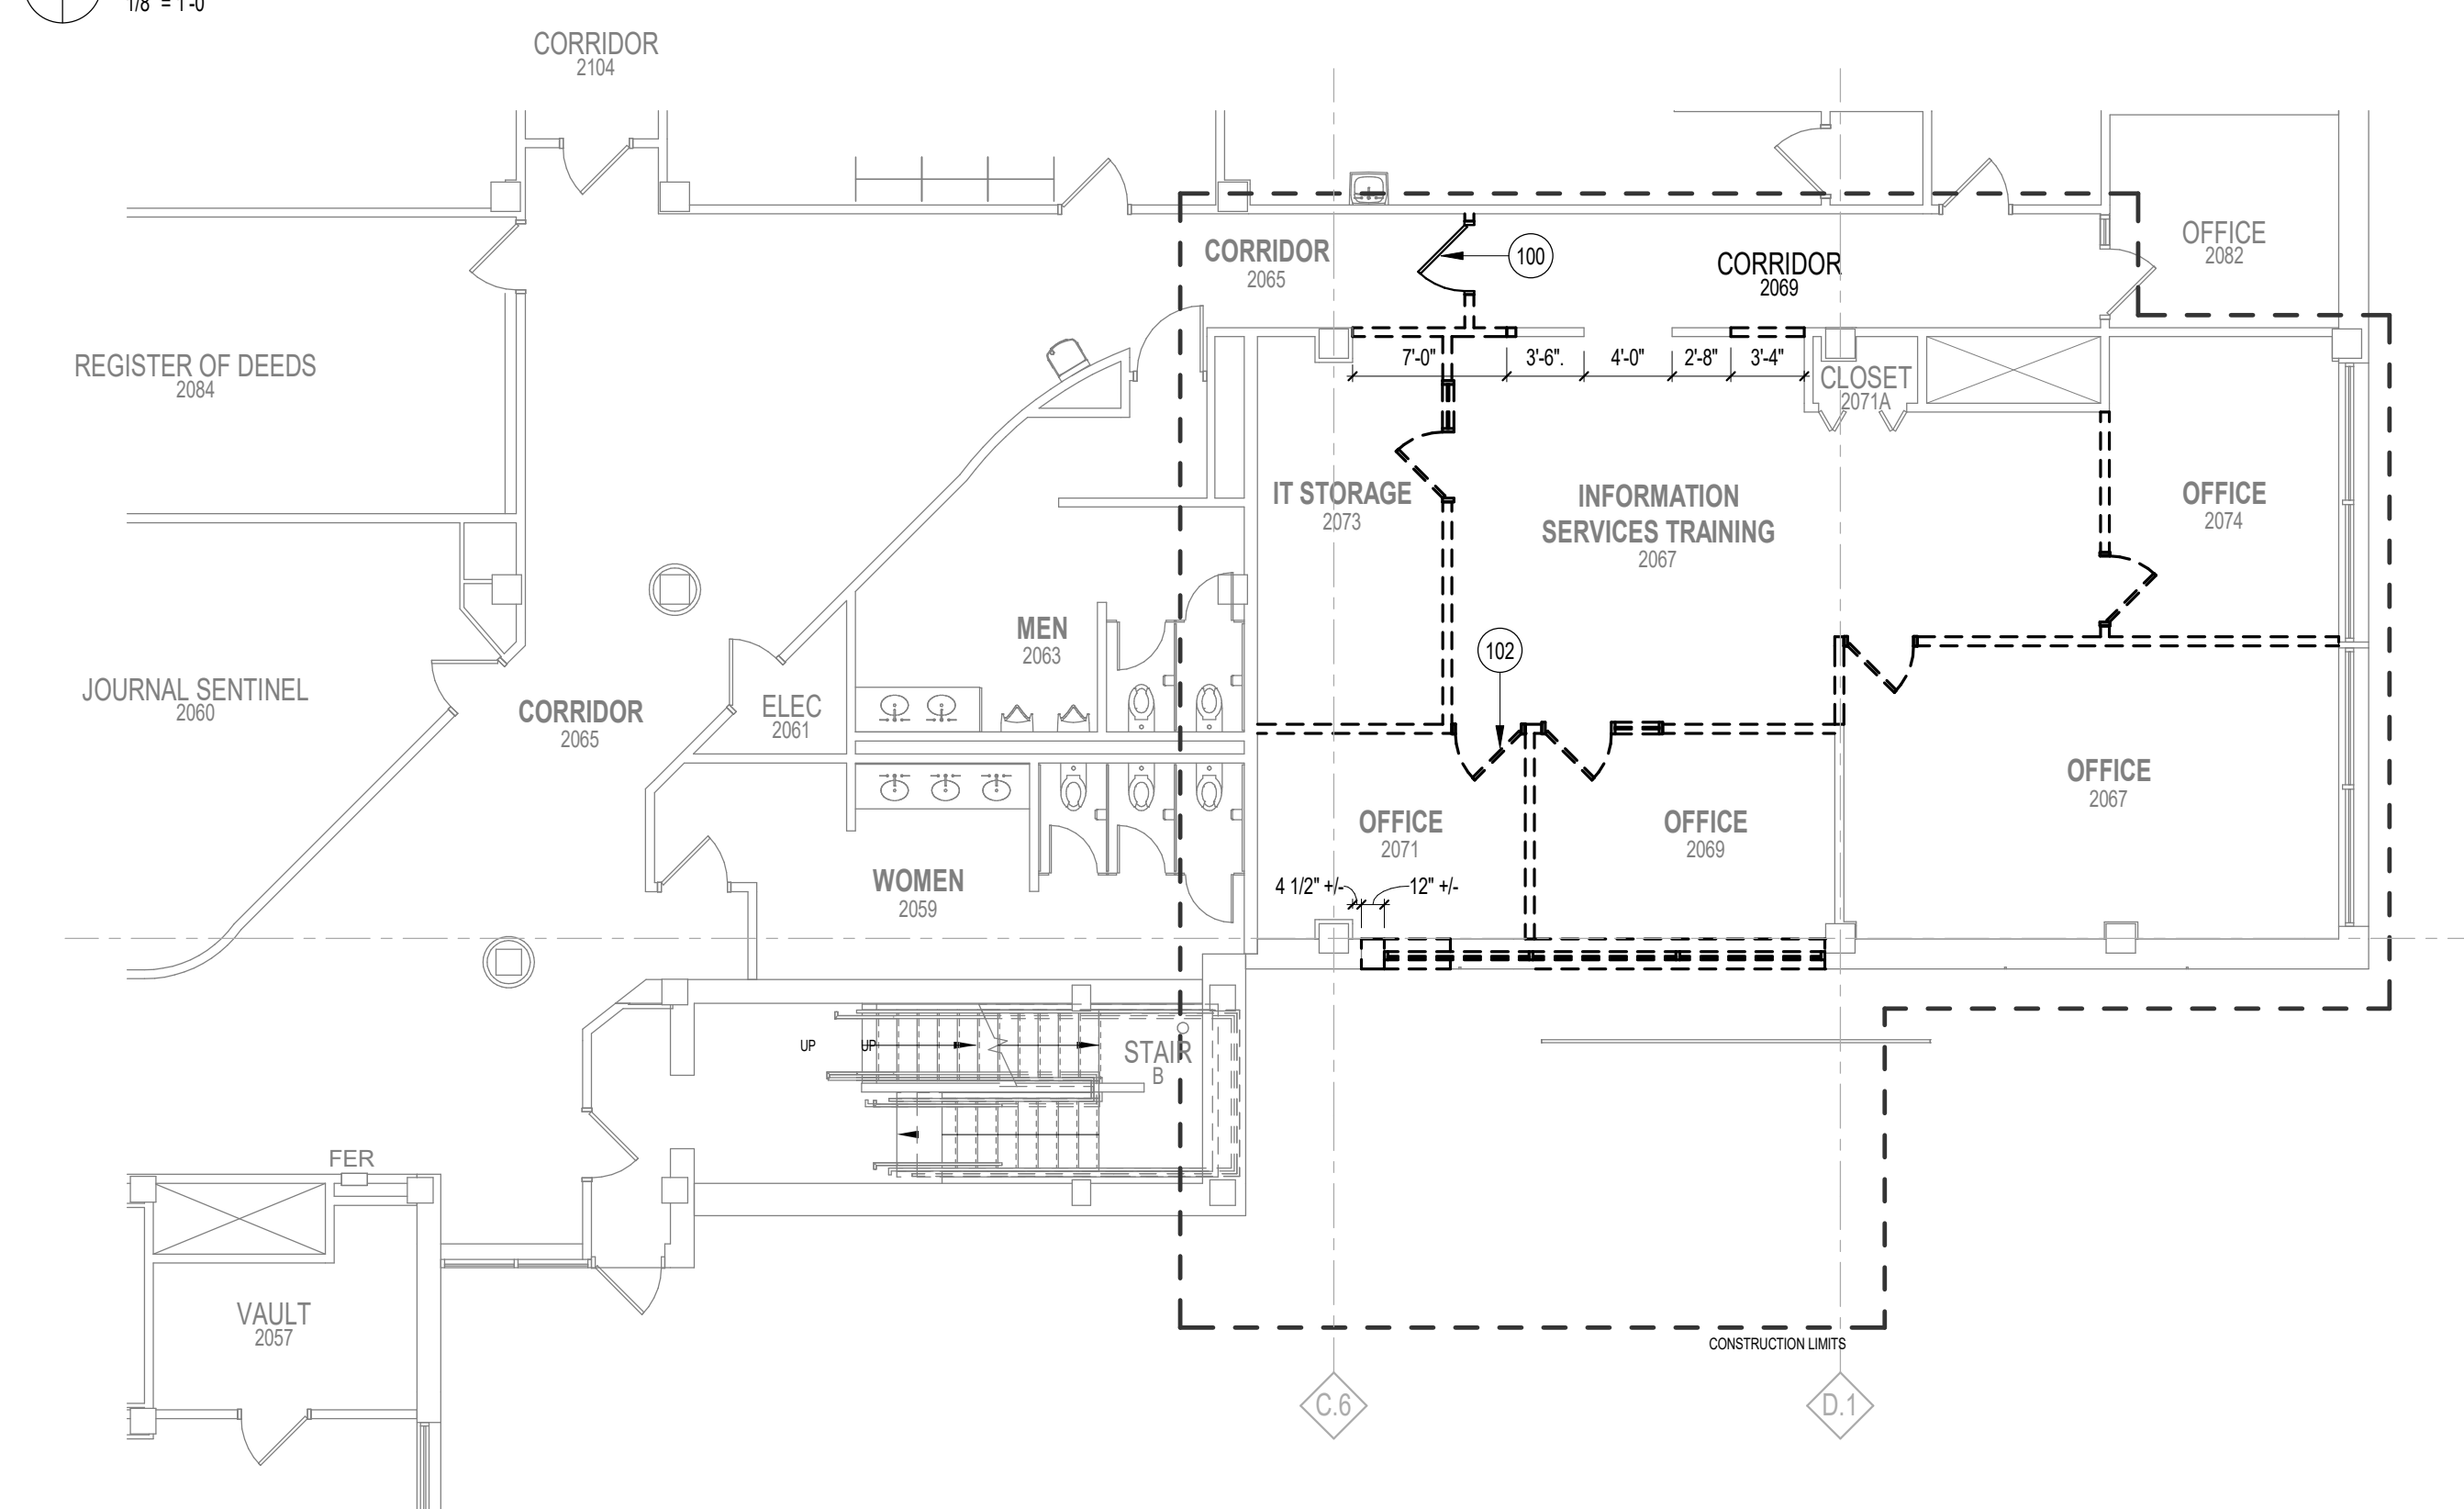 1/8" = 1'-0"
CORRIDOR
2104
CORRIDOR
2065
100
CORRIDOR
2069
OFFICE
2082
REGISTER OF DEEDS
2084
7'-0"
3'-6".
4'-0"
2'-8"
3'-4"
CLOSET
2071A
IT STORAGE
2073
INFORMATION
SERVICES TRAINING
2067
OFFICE
2074
MEN
2063
102
JOURNAL SENTINEL
2060
CORRIDOR
2065
ELEC
2061
OFFICE
2071
OFFICE
2069
OFFICE
2067
WOMEN
2059
4 1/2" +/-
12" +/-
UP
UP
STAIR
B
FER
VAULT
2057
CONSTRUCTION LIMITS
C.6
D.1